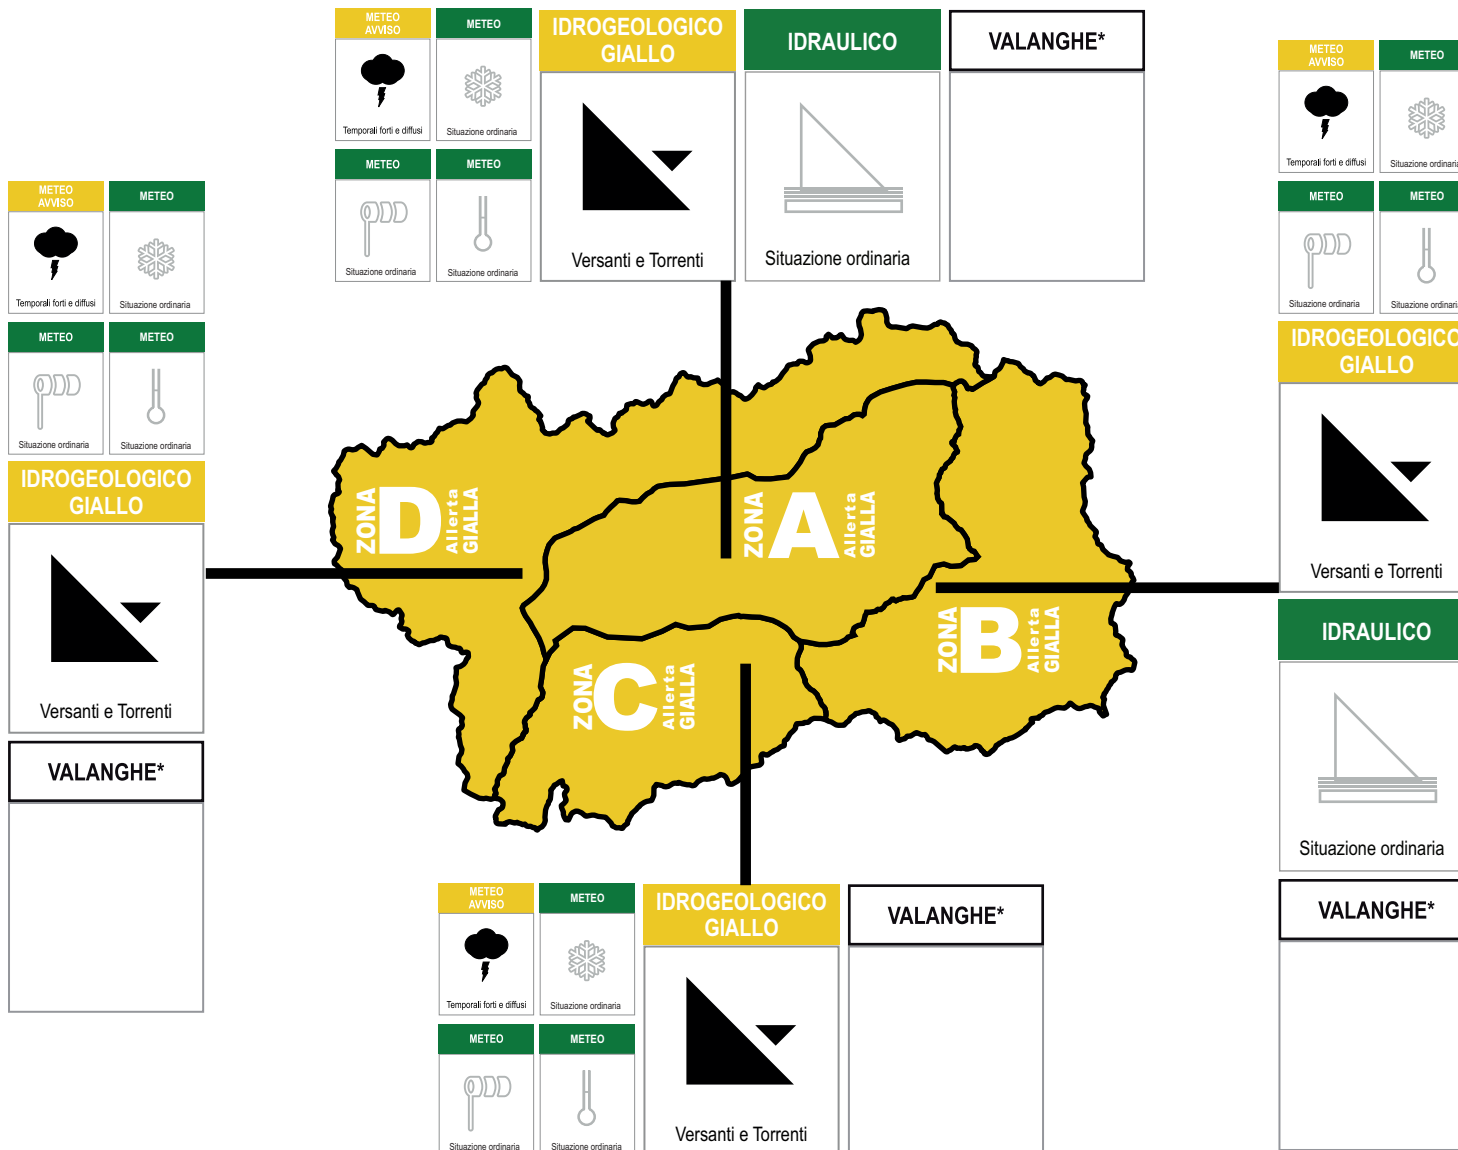 METEO
AVVISO
Temporali forti e diffusi
METEO
Situazione ordinaria
METEO
Situazione ordinaria
METEO
Situazione ordinaria
IDROGEOLOGICO
GIALLO
Versanti e Torrenti
IDRAULICO
Situazione ordinaria
VALANGHE*
METEO
AVVISO
Temporali forti e diffusi
METEO
Situazione ordinaria
METEO
Situazione ordinaria
METEO
Situazione ordinaria
IDROGEOLOGICO
GIALLO
Versanti e Torrenti
IDRAULICO
Situazione ordinaria
VALANGHE*
METEO
AVVISO
Temporali forti e diffusi
METEO
Situazione ordinaria
METEO
Situazione ordinaria
METEO
Situazione ordinaria
IDROGEOLOGICO
GIALLO
Versanti e Torrenti
VALANGHE*
ZONA
D
Allerta
GIALLA
ZONA
A
Allerta
GIALLA
ZONA
B
Allerta
GIALLA
ZONA
C
Allerta
GIALLA
METEO
AVVISO
Temporali forti e diffusi
METEO
Situazione ordinaria
METEO
Situazione ordinaria
METEO
Situazione ordinaria
IDROGEOLOGICO
GIALLO
Versanti e Torrenti
VALANGHE*